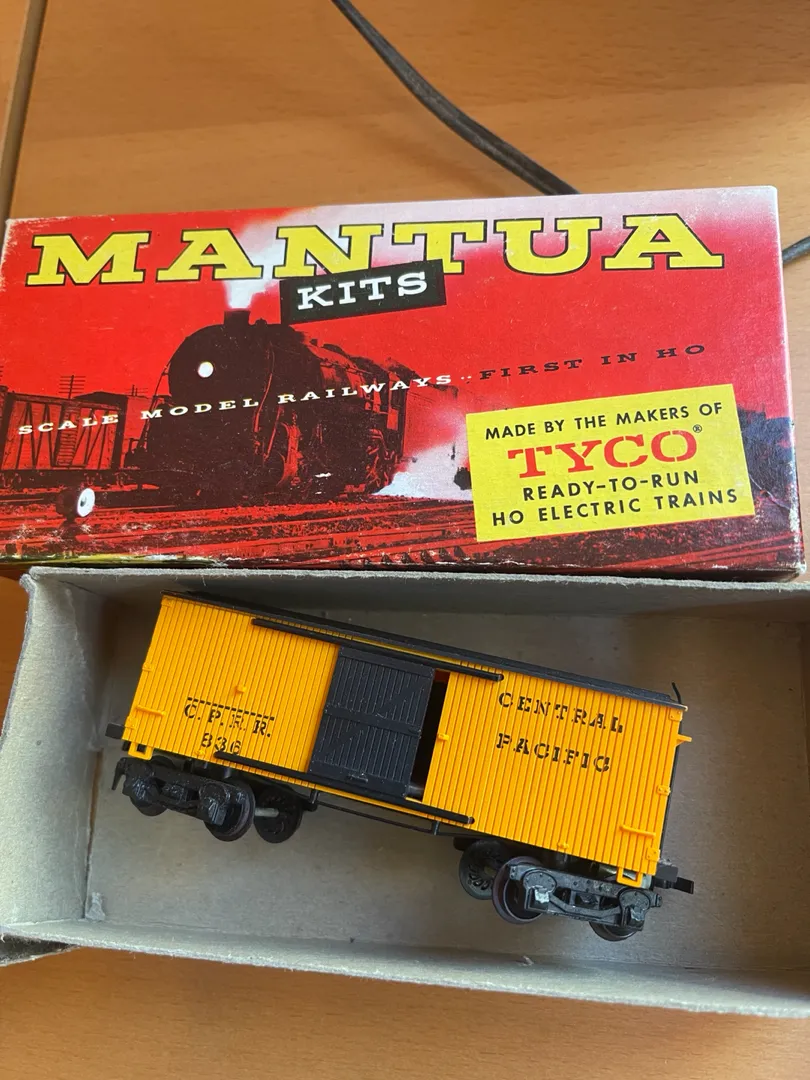 MANTUA
KITS
SCALE MODEL RAILWAYS..FIRST IN HO
MADE BY THE MAKERS OF
TYCO®
READY-TO-RUN
HO ELECTRIC TRAINS
C.P.R.R.
836
CENTRAL
PACIFIC